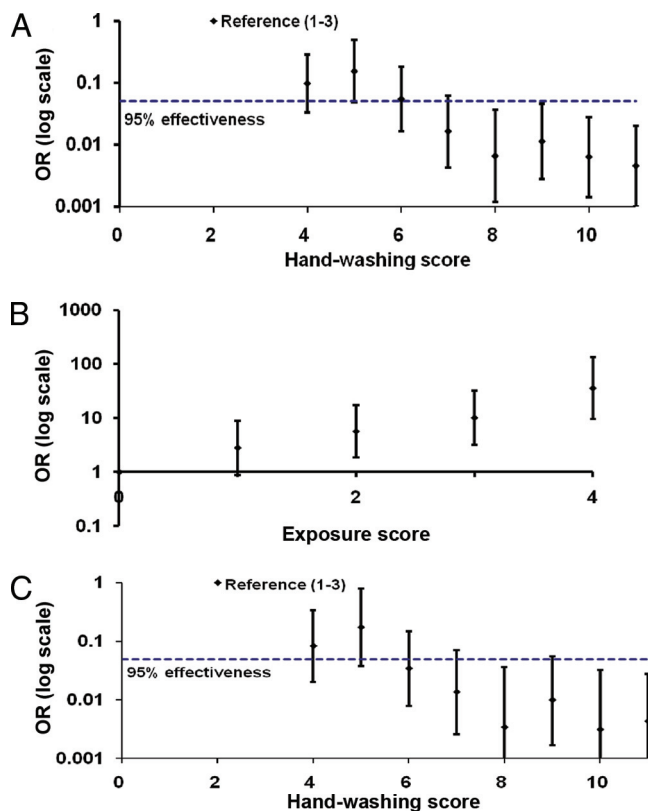 A
OR (log scale)
1
0.1
0.01
0.001
Reference (1-3)
95% effectiveness
0 2 4 6 8 10
Hand-washing score
B
OR (log scale)
1000
100
10
1
0.1
0 2 4
Exposure score
C
OR (log scale)
1
0.1
0.01
0.001
Reference (1-3)
95% effectiveness
0 2 4 6 8 10
Hand-washing score